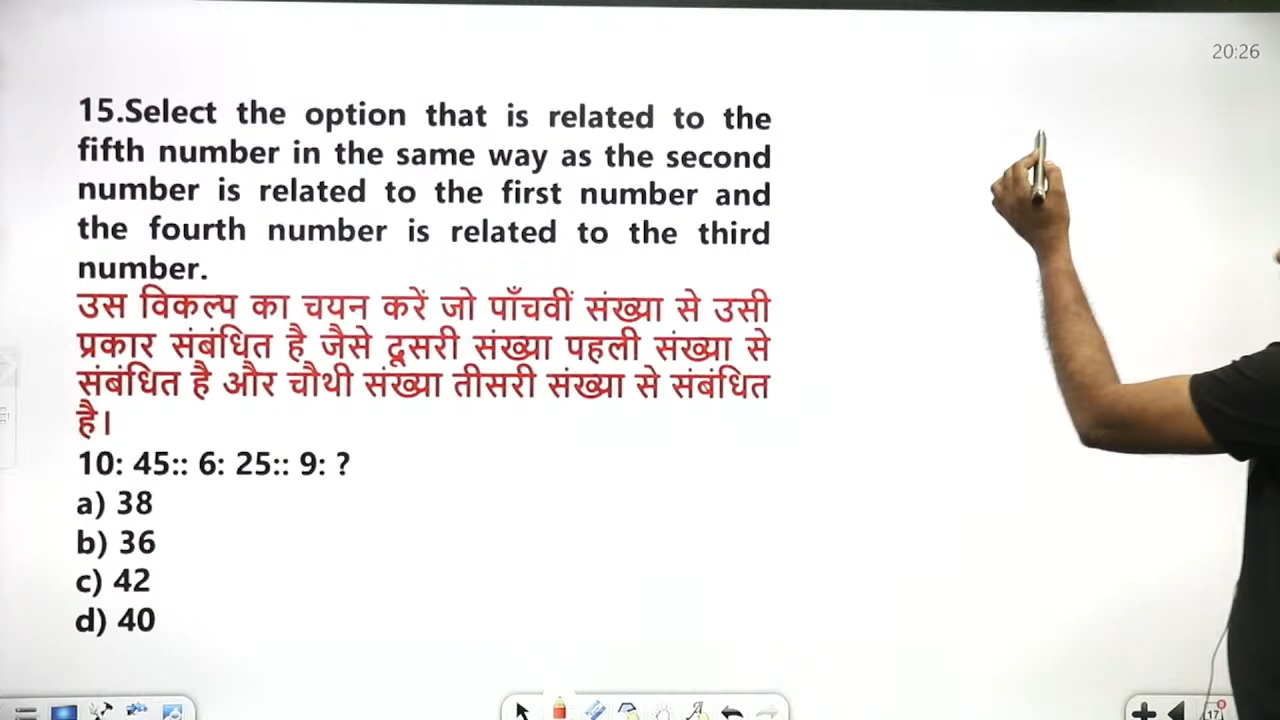 20:26
15.Select the option that is related to the
fifth number in the same way as the second
number is related to the first number and
the fourth number is related to the third
number.
उस विकल्प का चयन करें जो पाँचवीं संख्या से उसी
प्रकार संबंधित है जैसे दूसरी संख्या पहली संख्या से
संबंधित है और चौथी संख्या तीसरी संख्या से संबंधित
है।
10: 45:: 6: 25:: 9: ?
a) 38
b) 36
c) 42
d) 40
17